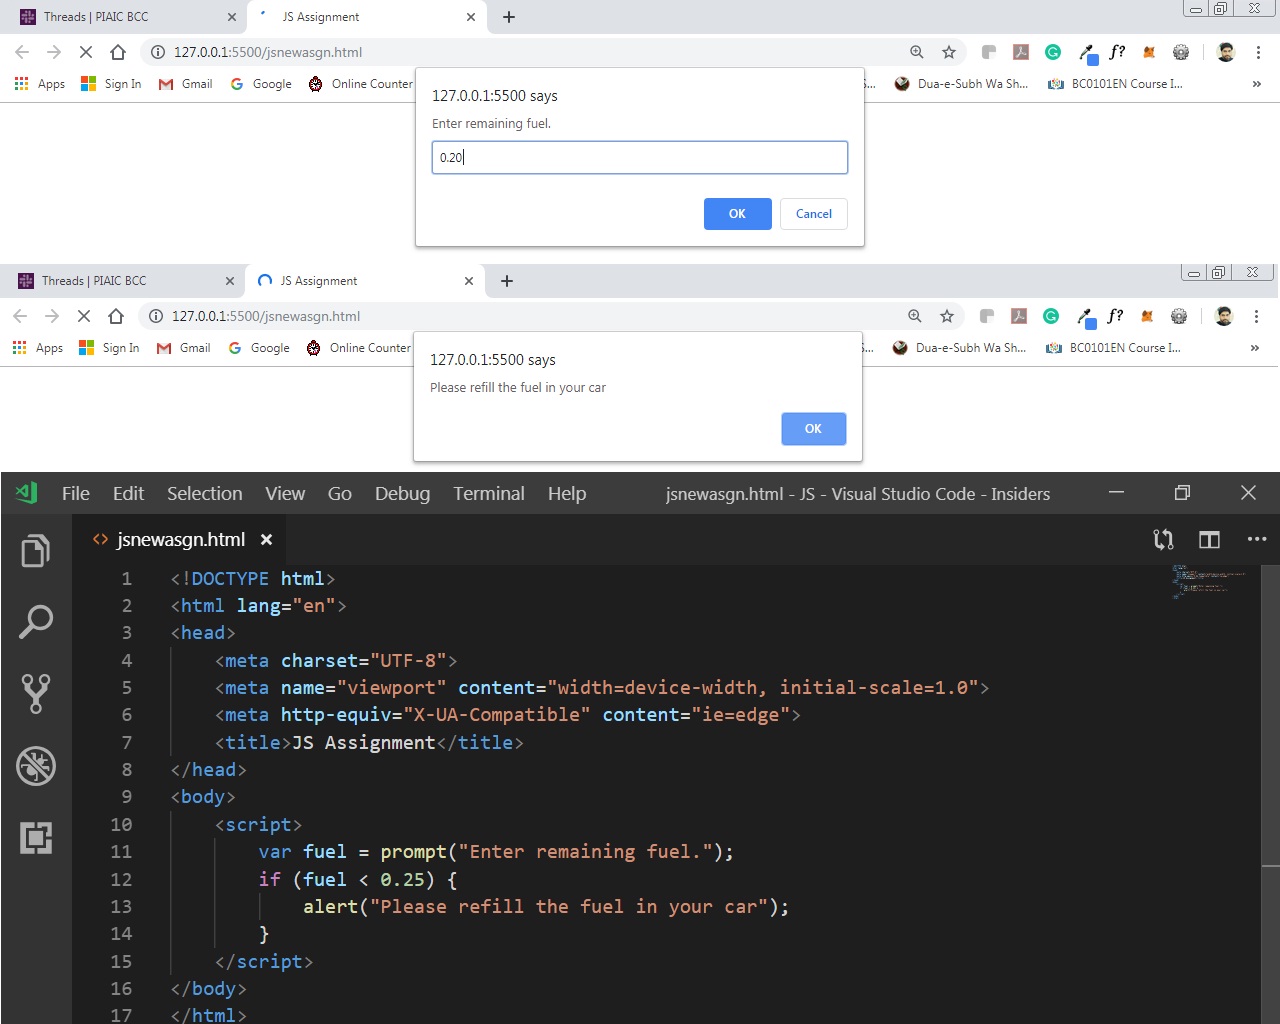 Threads | PIAIC BCC
JS Assignment
127.0.0.1:5500/jsnewasgn.html
f?
Apps
Sign In
Gmail
Google
Online Counter
S...
Dua-e-Subh Wa Sh...
BC0101EN Course I...
»
127.0.0.1:5500 says
Enter remaining fuel.
0.20
OK
Cancel
Threads | PIAIC BCC
JS Assignment
127.0.0.1:5500/jsnewasgn.html
f?
Apps
Sign In
Gmail
Google
Online Counter
S...
Dua-e-Subh Wa Sh...
BC0101EN Course I...
»
127.0.0.1:5500 says
Please refill the fuel in your car
OK
File Edit Selection View Go Debug Terminal Help jsnewasgn.html - JS - Visual Studio Code - Insiders
<> jsnewasgn.html
1 <!DOCTYPE html>
2 <html lang="en">
3 <head>
4 <meta charset="UTF-8">
5 <meta name="viewport" content="width=device-width, initial-scale=1.0">
6 <meta http-equiv="X-UA-Compatible" content="ie=edge">
7 <title>JS Assignment</title>
8 </head>
9 <body>
10 <script>
11 var fuel = prompt("Enter remaining fuel.");
12 if (fuel < 0.25) {
13 alert("Please refill the fuel in your car");
14 }
15 </script>
16 </body>
17 </html>